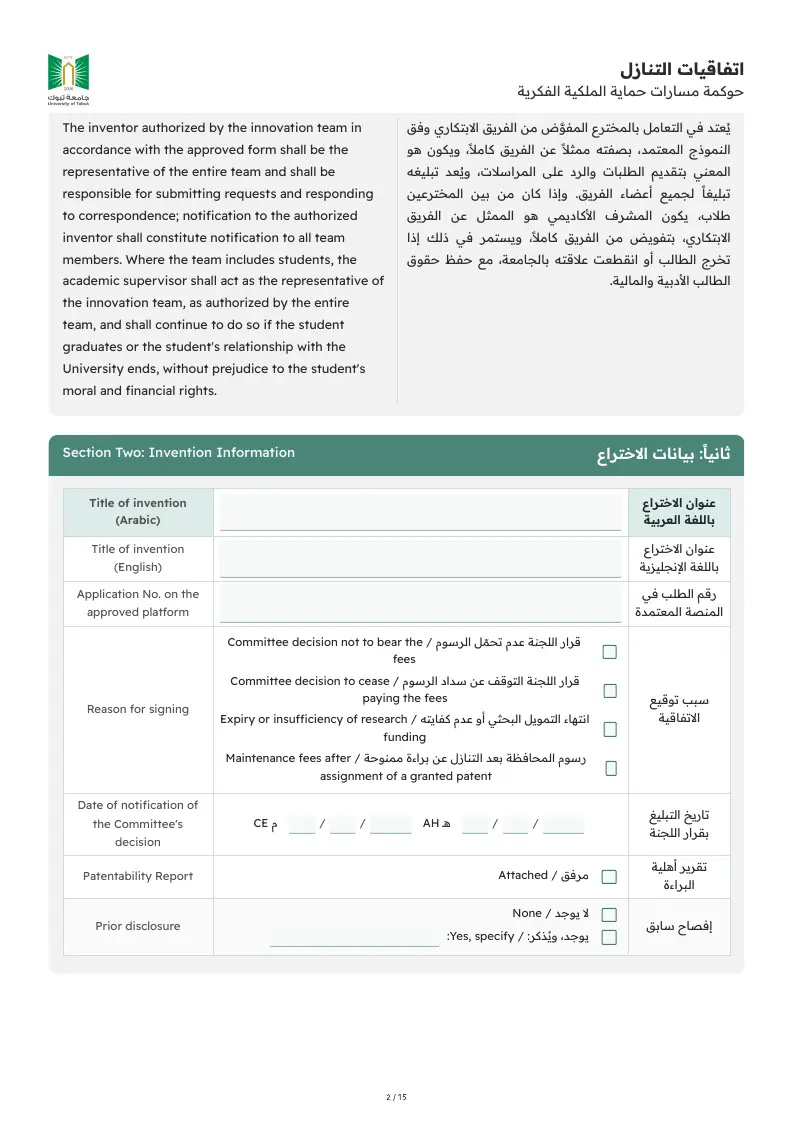 اتفاقيات التنازل
حوكمة مسارات حماية الملكية الفكرية
جامعة تبوك
University of Tabuk
يُعتد في التعامل بالمخترع المفوَّض من الفريق الابتكاري وفق
النموذج المعتمد، بصفته ممثلاً عن الفريق كاملاً، ويكون هو
المعني بتقديم الطلبات والرد على المراسلات، ويُعد تبليغه
تبليغاً لجميع أعضاء الفريق. وإذا كان من بين المخترعين
طلاب، يكون المشرف الأكاديمي هو الممثل عن الفريق
الابتكاري، بتفويض من الفريق كاملاً، ويستمر في ذلك إذا
تخرج الطالب أو انقطعت علاقته بالجامعة، مع حفظ حقوق
الطالب الأدبية والمالية.
The inventor authorized by the innovation team in
accordance with the approved form shall be the
representative of the entire team and shall be
responsible for submitting requests and responding
to correspondence; notification to the authorized
inventor shall constitute notification to all team
members. Where the team includes students, the
academic supervisor shall act as the representative of
the innovation team, as authorized by the entire
team, and shall continue to do so if the student
graduates or the student's relationship with the
University ends, without prejudice to the student's
moral and financial rights.
ثانياً: بيانات الاختراع
Section Two: Invention Information
عنوان الاختراع
باللغة العربية
Title of invention
(Arabic)
عنوان الاختراع
باللغة الإنجليزية
Title of invention
(English)
رقم الطلب في
المنصة المعتمدة
Application No. on the
approved platform
سبب توقيع
الاتفاقية
قرار اللجنة عدم تحمّل الرسوم / Committee decision not to bear the
fees
قرار اللجنة التوقف عن سداد الرسوم / Committee decision to cease
paying the fees
انتهاء التمويل البحثي أو عدم كفايته / Expiry or insufficiency of research
funding
رسوم المحافظة بعد التنازل عن براءة ممنوحة / Maintenance fees after
assignment of a granted patent
Reason for signing
تاريخ التبليغ
بقرار اللجنة
/ / هـ AH / / م CE
Date of notification of
the Committee's
decision
تقرير أهلية
البراءة
مرفق / Attached
Patentability Report
إفصاح سابق
لا يوجد / None
يوجد، ويُذكر: / Yes, specify:
Prior disclosure
2 / 15